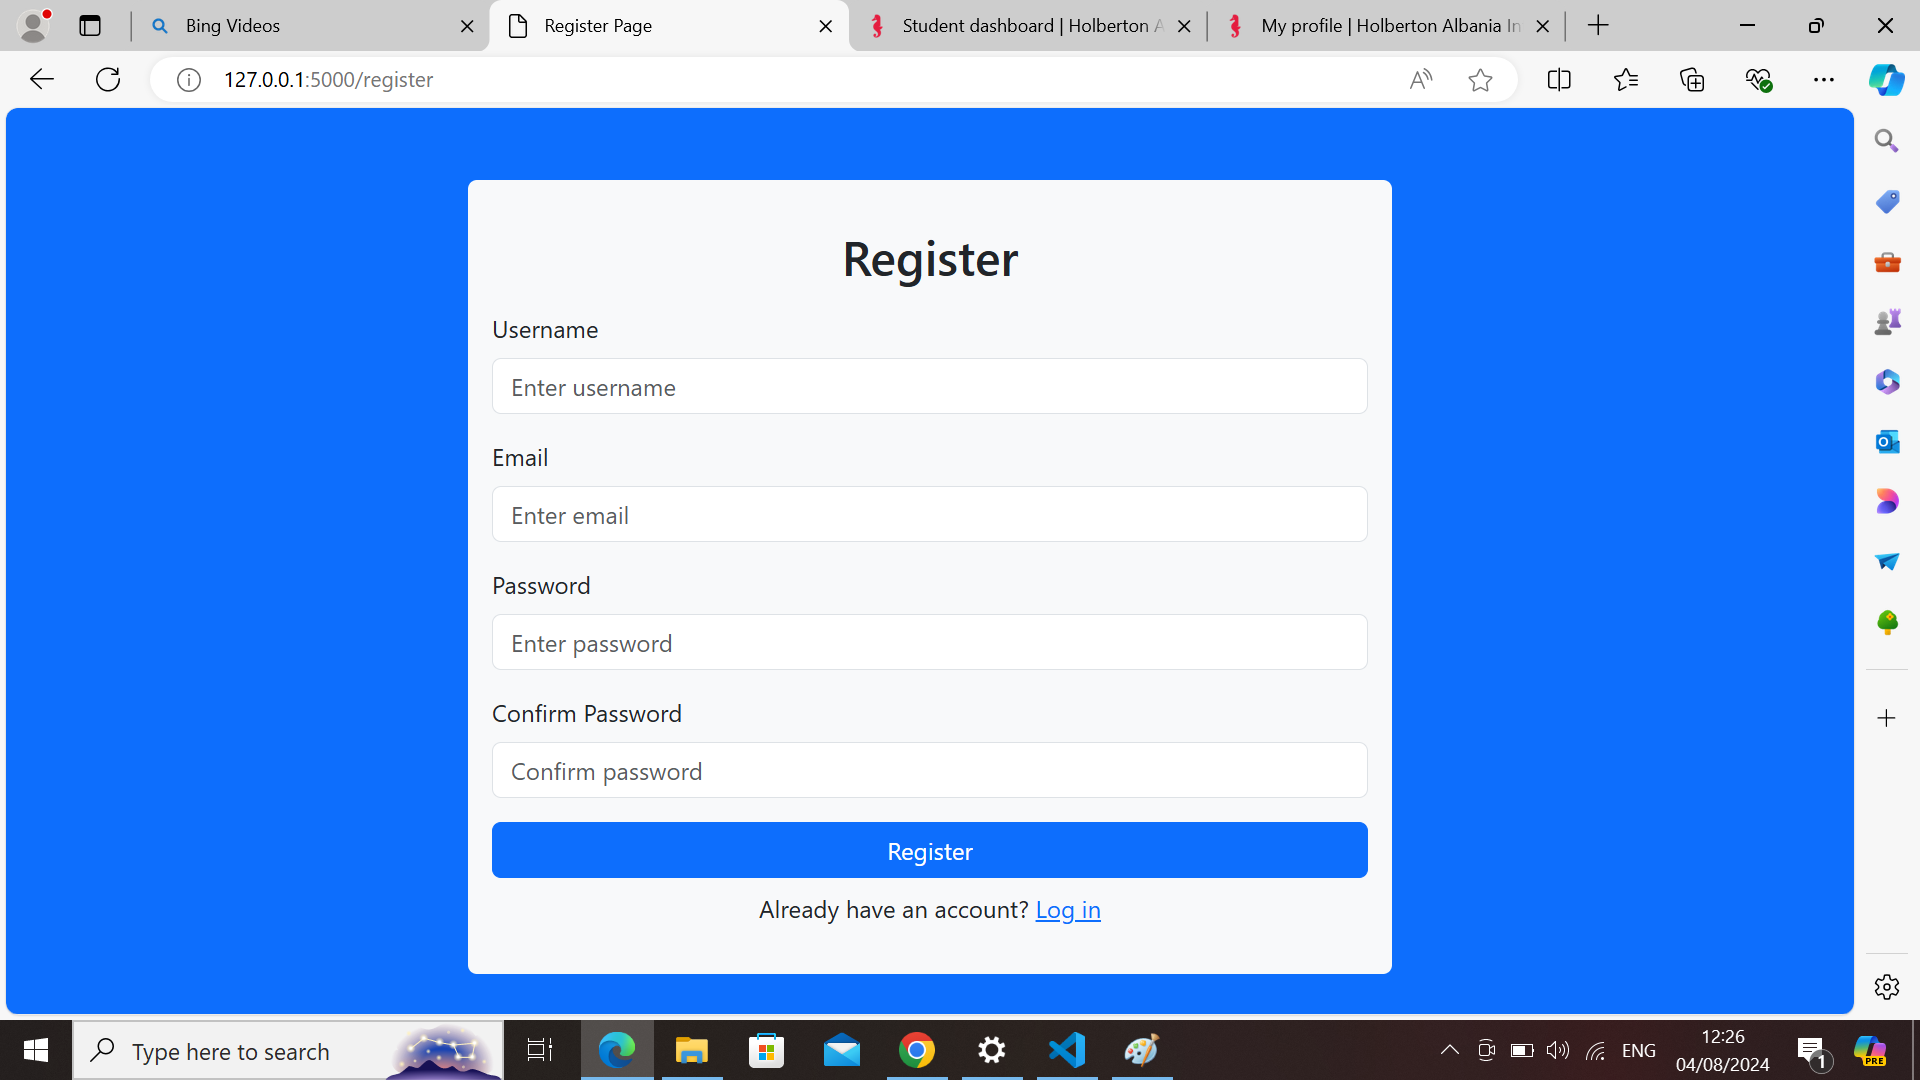 Bing Videos
Register Page
Student dashboard | Holberton A
My profile | Holberton Albania In
127.0.0.1:5000/register
Register
Username
Enter username
Email
Enter email
Password
Enter password
Confirm Password
Confirm password
Register
Already have an account? Log in
Type here to search
ENG
12:26
04/08/2024
1
PRE